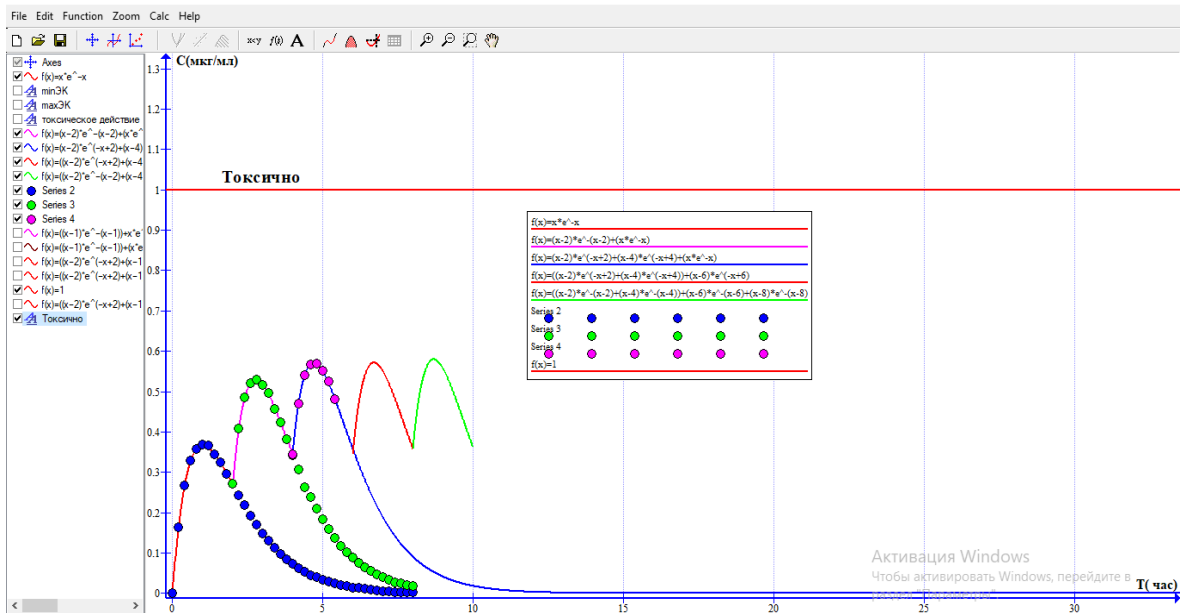 File Edit Function Zoom Calc Help
x<y f(x) A
Axes
f(x)=x*e^-x
minЭК
maxЭК
токсическое действие
f(x)=(x-2)*e^-(x-2)+(x*e^
f(x)=(x-2)*e^(-x+2)+(x-4)
f(x)=((x-2)*e^(-x+2)+(x-4
f(x)=((x-2)*e^-(x-2)+(x-4
Series 2
Series 3
Series 4
f(x)=((x-1)*e^-(x-1))+x*e^
f(x)=((x-1)*e^-(x-1))+(x*e
f(x)=((x-2)*e^(-x+2)+(x-1
f(x)=((x-2)*e^(-x+2)+(x-1
f(x)=1
f(x)=((x-2)*e^(-x+2)+(x-1
Токсично
С(мкг/мл)
1.3
1.2
1.1
1
0.9
0.8
0.7
0.6
0.5
0.4
0.3
0.2
0.1
0
Токсично
f(x)=x*e^-x
f(x)=(x-2)*e^-(x-2)+(x*e^-x)
f(x)=(x-2)*e^(-x+2)+(x-4)*e^(-x+4)+(x*e^-x)
f(x)=((x-2)*e^(-x+2)+(x-4)*e^(-x+4))+(x-6)*e^(-x+6)
f(x)=((x-2)*e^-(x-2)+(x-4)*e^-(x-4))+(x-6)*e^-(x-6)+(x-8)*e^-(x-8)
Series 2
Series 3
Series 4
f(x)=1
Активация Windows
Чтобы активировать Windows, перейдите в
раздел "Параметры".
Т( час)
0 5 10 15 20 25 30